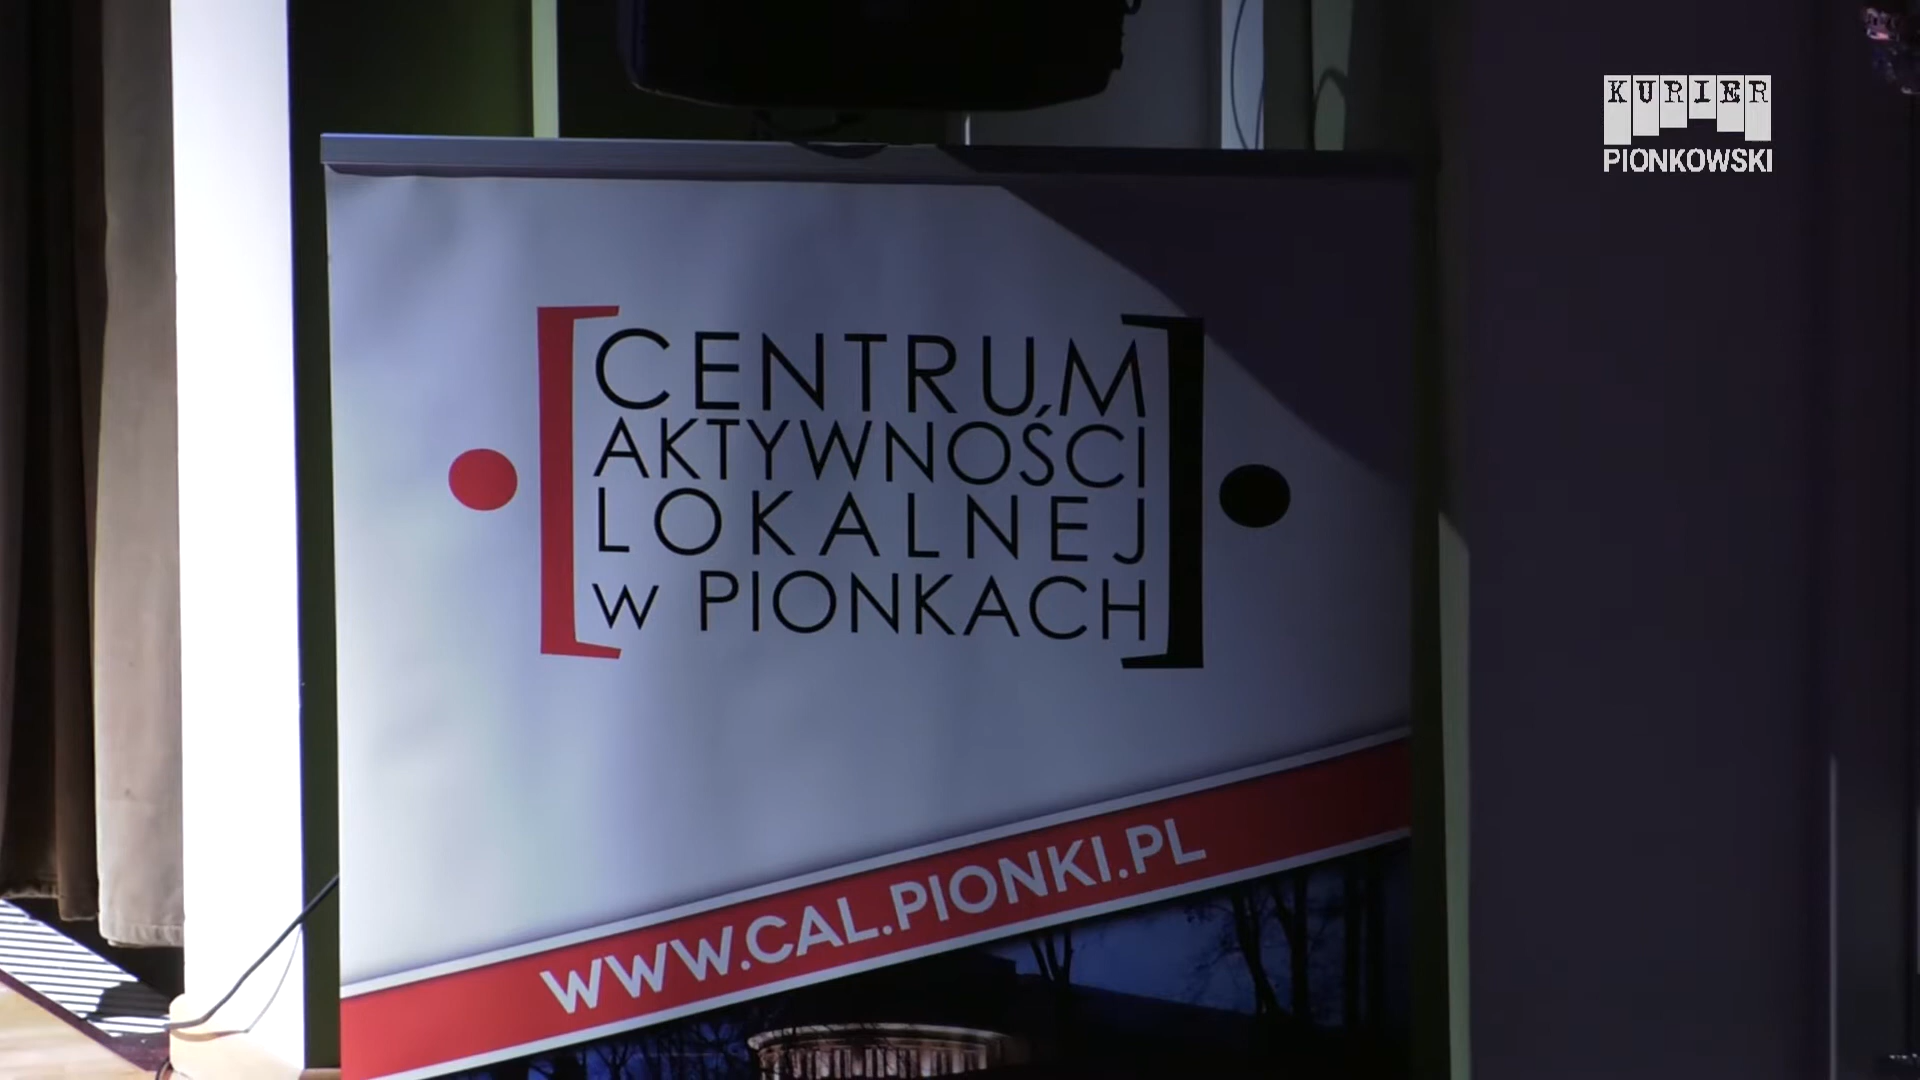 KURIER
PIONKOWSKI
CENTRUM
AKTYWNOŚCI
LOKALNEJ
W PIONKACH
WWW.CAL.PIONKI.PL